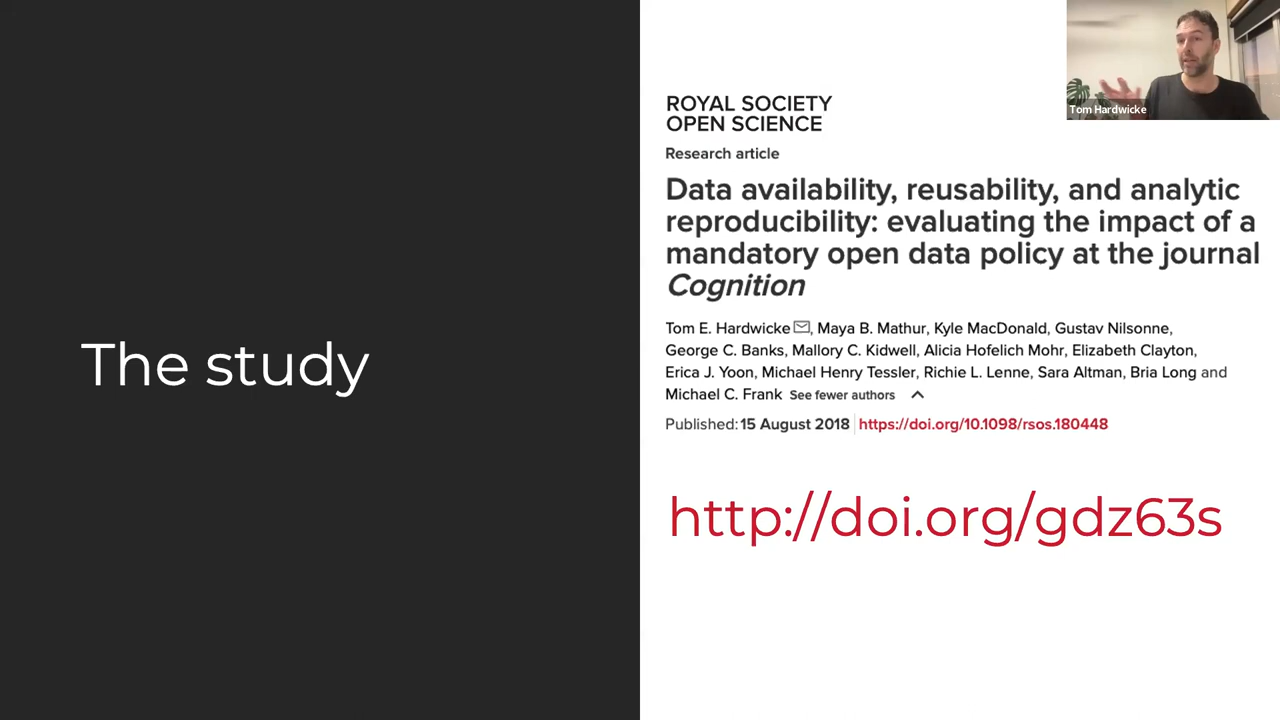 The study
ROYAL SOCIETY
OPEN SCIENCE
Research article
Data availability, reusability, and analytic
reproducibility: evaluating the impact of a
mandatory open data policy at the journal
Cognition
Tom E. Hardwicke, Maya B. Mathur, Kyle MacDonald, Gustav Nilsonne,
George C. Banks, Mallory C. Kidwell, Alicia Hofelich Mohr, Elizabeth Clayton,
Erica J. Yoon, Michael Henry Tessler, Richie L. Lenne, Sara Altman, Bria Long and
Michael C. Frank See fewer authors
Published: 15 August 2018 https://doi.org/10.1098/rsos.180448
http://doi.org/gdz63s
Tom Hardwicke